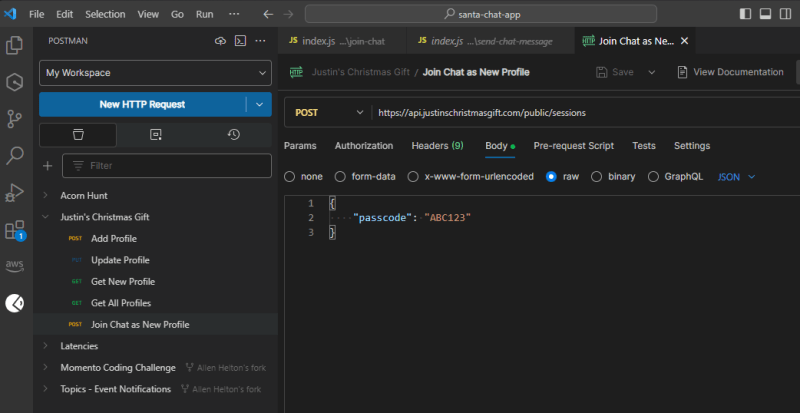 File Edit Selection View Go Run ··· santa-chat-app
POSTMAN
JS index.js ...\join-chat
JS index.js ...\send-chat-message
HTTP Join Chat as Ne...
My Workspace
HTTP Justin's Christmas Gift / Join Chat as New Profile
Save
View Documentation
New HTTP Request
POST https://api.justinschristmasgift.com/public/sessions
Params Authorization Headers (9) Body Pre-request Script Tests Settings
Filter
none form-data x-www-form-urlencoded raw binary GraphQL JSON
Acorn Hunt
Justin's Christmas Gift
POST Add Profile
PUT Update Profile
GET Get New Profile
GET Get All Profiles
POST Join Chat as New Profile
Latencies
Momento Coding Challenge Allen Helton's fork
Topics - Event Notifications Allen Helton's fork
1 {
2 ····"passcode":·"ABC123"
3 }
1
aws